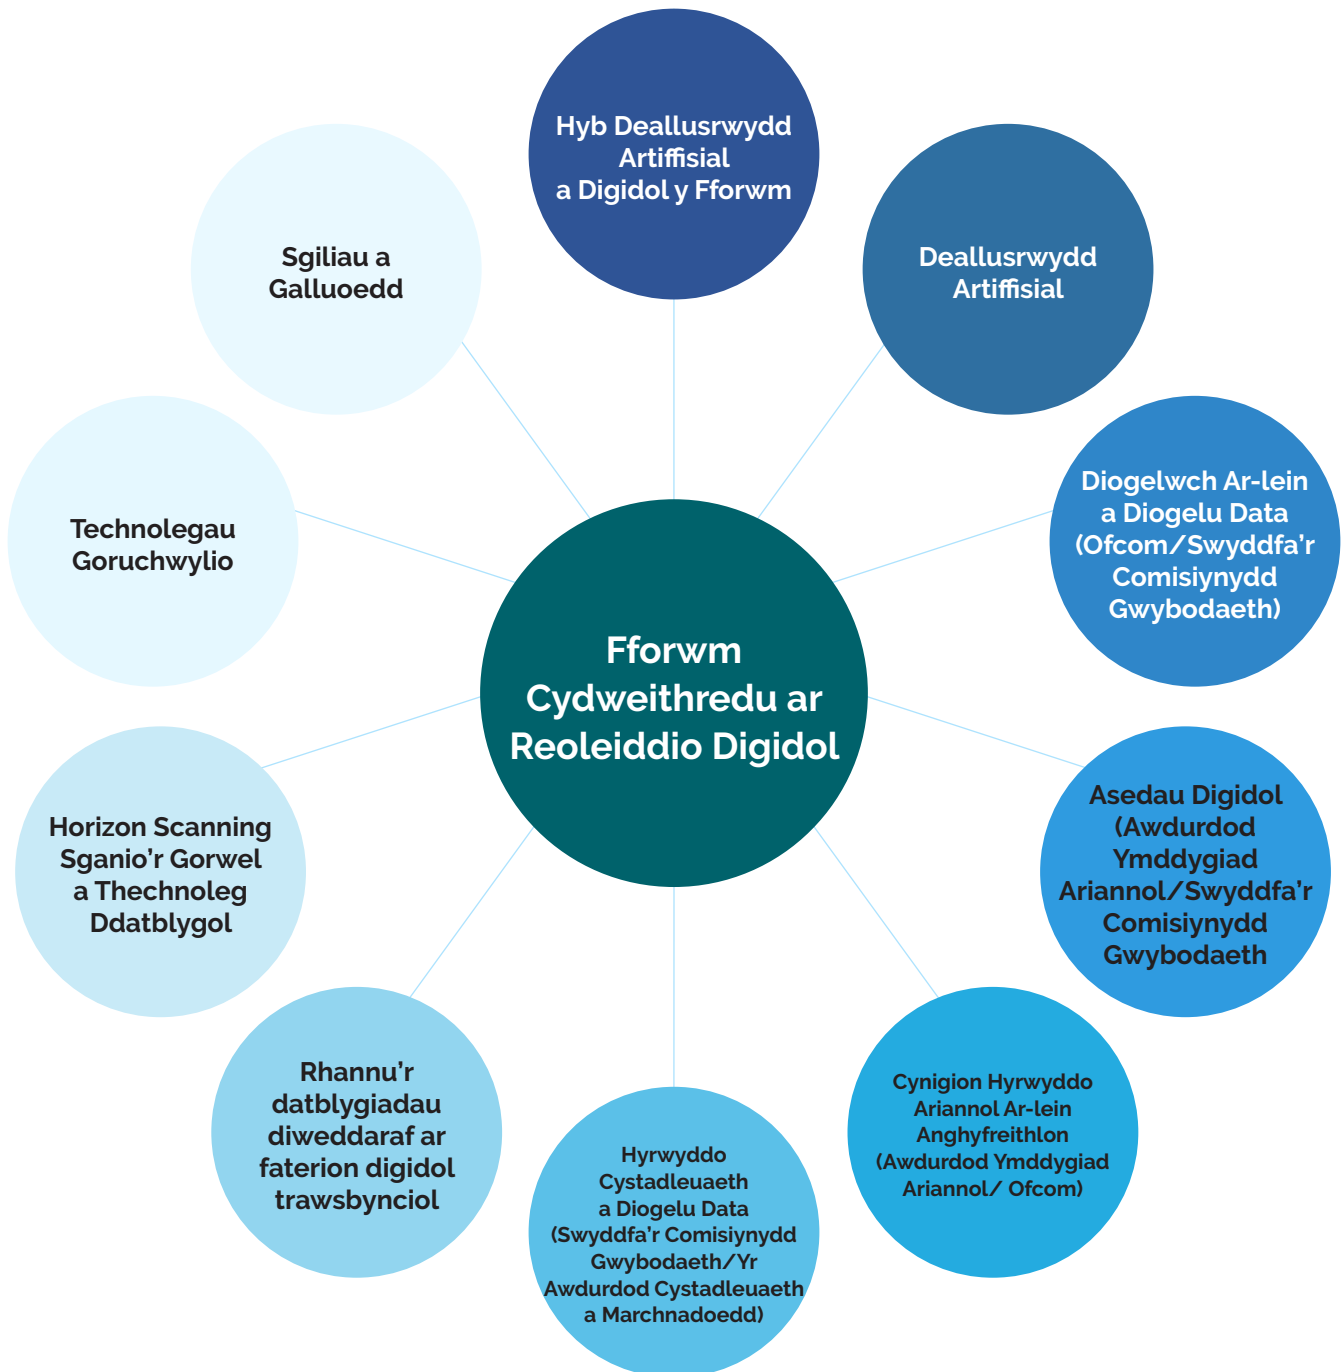 Hyb Deallusrwydd
Artiffisial
a Digidol y Fforwm
Deallusrwydd
Artiffisial
Diogelwch Ar-lein
a Diogelu Data
(Ofcom/Swyddfa’r
Comisiynydd
Gwybodaeth)
Asedau Digidol
(Awdurdod
Ymddygiad
Ariannol/Swyddfa’r
Comisiynydd
Gwybodaeth
Cynigion Hyrwyddo
Ariannol Ar-lein
Anghyfreithlon
(Awdurdod Ymddygiad
Ariannol/ Ofcom)
Hyrwyddo
Cystadleuaeth
a Diogelu Data
(Swyddfa’r Comisiynydd
Gwybodaeth/Yr
Awdurdod Cystadleuaeth
a Marchnadoedd)
Rhannu’r
datblygiadau
diweddaraf ar
faterion digidol
trawsbynciol
Horizon Scanning
Sganio’r Gorwel
a Thechnoleg
Ddatblygol
Technolegau
Goruchwylio
Sgiliau a
Galluoedd
Fforwm
Cydweithredu ar
Reoleiddio Digidol